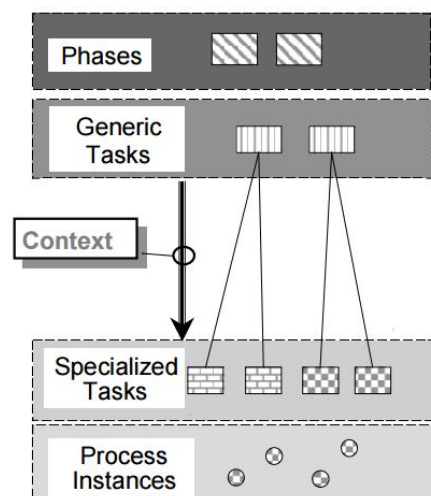 Phases
Generic
Tasks
Context
Specialized
Tasks
Process
Instances